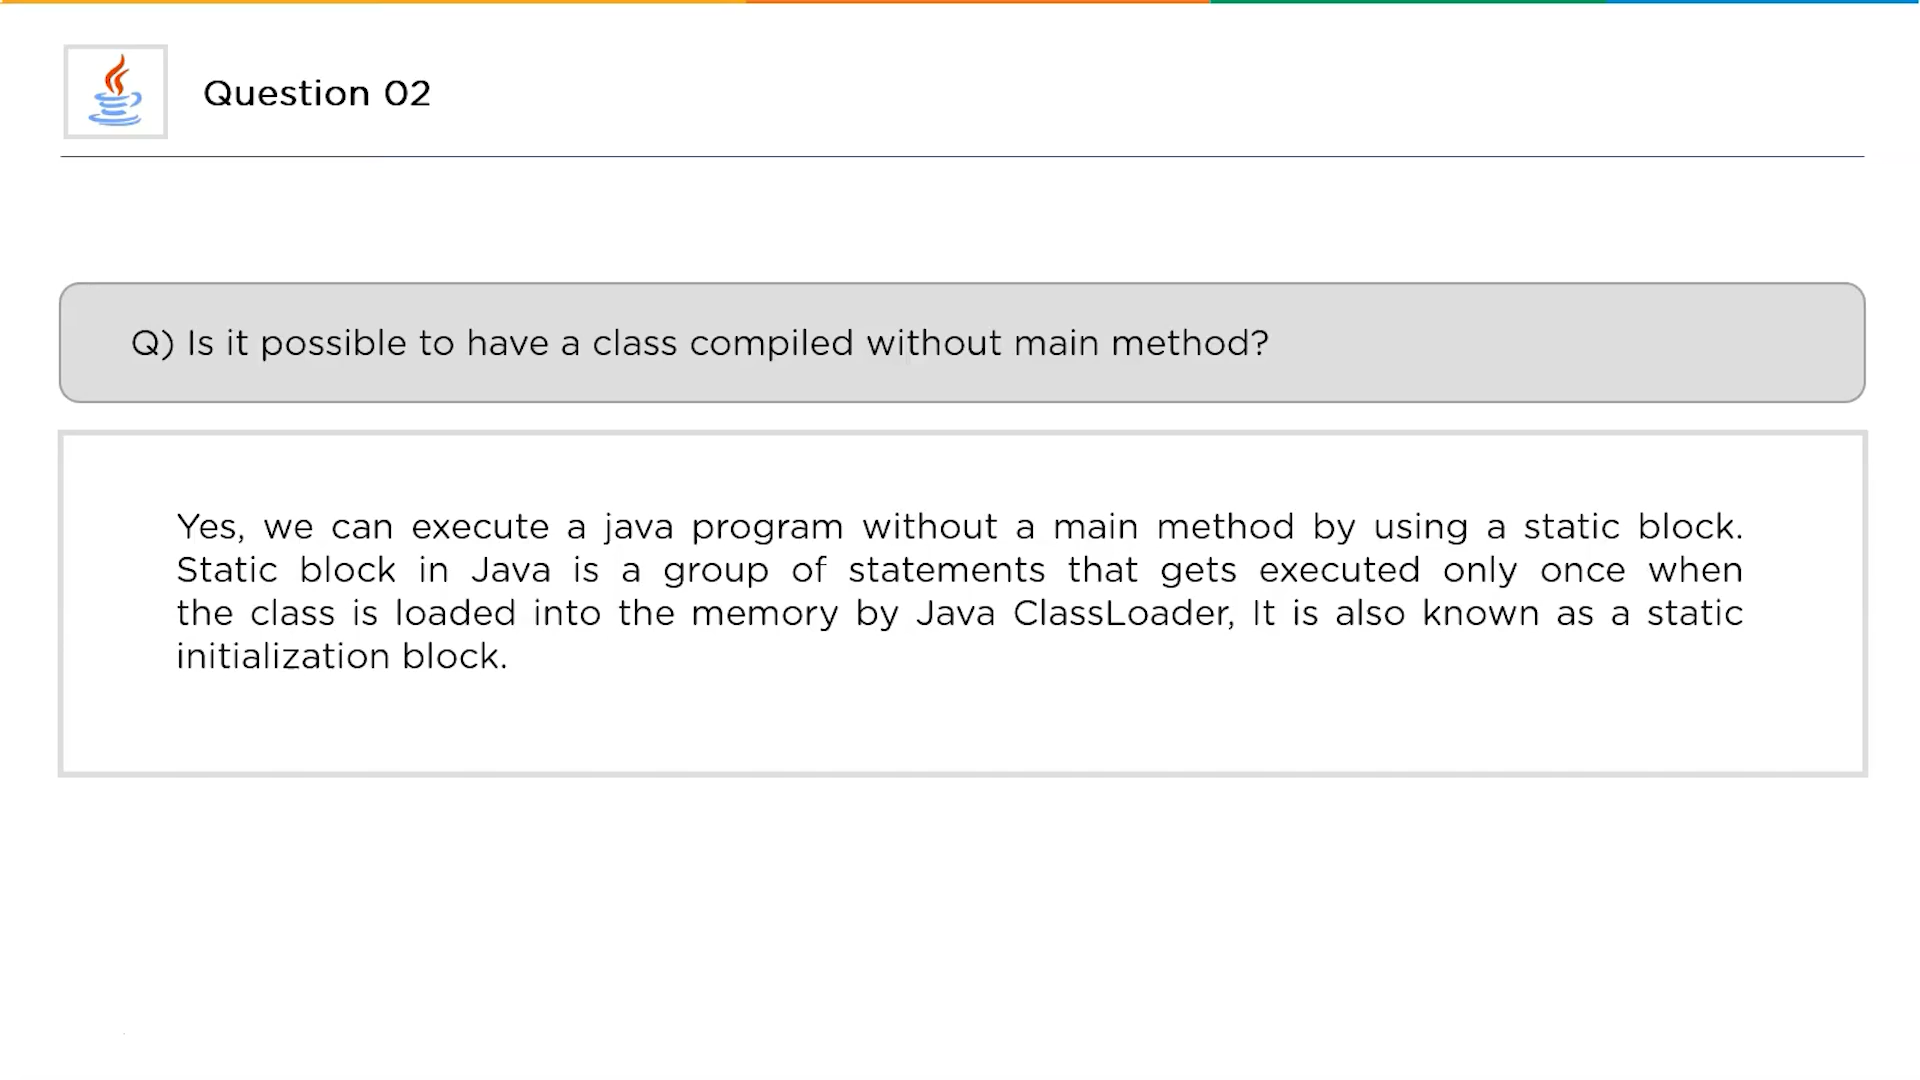 Question 02
Q) Is it possible to have a class compiled without main method?
Yes, we can execute a java program without a main method by using a static block.
Static block in Java is a group of statements that gets executed only once when
the class is loaded into the memory by Java ClassLoader, It is also known as a static
initialization block.